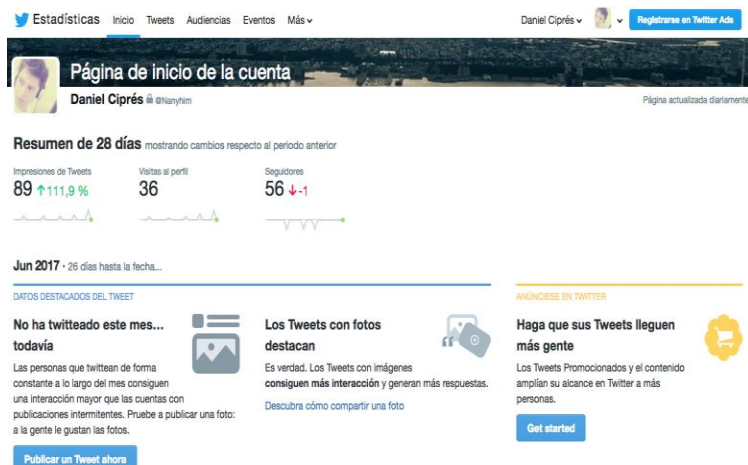 Estadísticas Inicio Tweets Audiencias Eventos Más Daniel Ciprés Registrarse en Twitter Ads
Página de inicio de la cuenta
Daniel Ciprés @Nanyhim Página actualizada diariamente
Resumen de 28 días mostrando cambios respecto al periodo anterior
Impresiones de Tweets Visitas al perfil Seguidores
89 ↑111,9 % 36 56 ↓-1
Jun 2017 • 26 días hasta la fecha...
DATOS DESTACADOS DEL TWEET
No ha twitteado este mes...
todavía
Las personas que twittean de forma
constante a lo largo del mes consiguen
una interacción mayor que las cuentas con
publicaciones intermitentes. Pruebe a publicar una foto:
a la gente le gustan las fotos.
Publicar un Tweet ahora
Los Tweets con fotos
destacan
Es verdad. Los Tweets con imágenes
consiguen más interacción y generan más respuestas.
Descubra cómo compartir una foto
ANÚNCIESE EN TWITTER
Haga que sus Tweets lleguen
más gente
Los Tweets Promocionados y el contenido
amplían su alcance en Twitter a más
personas.
Get started